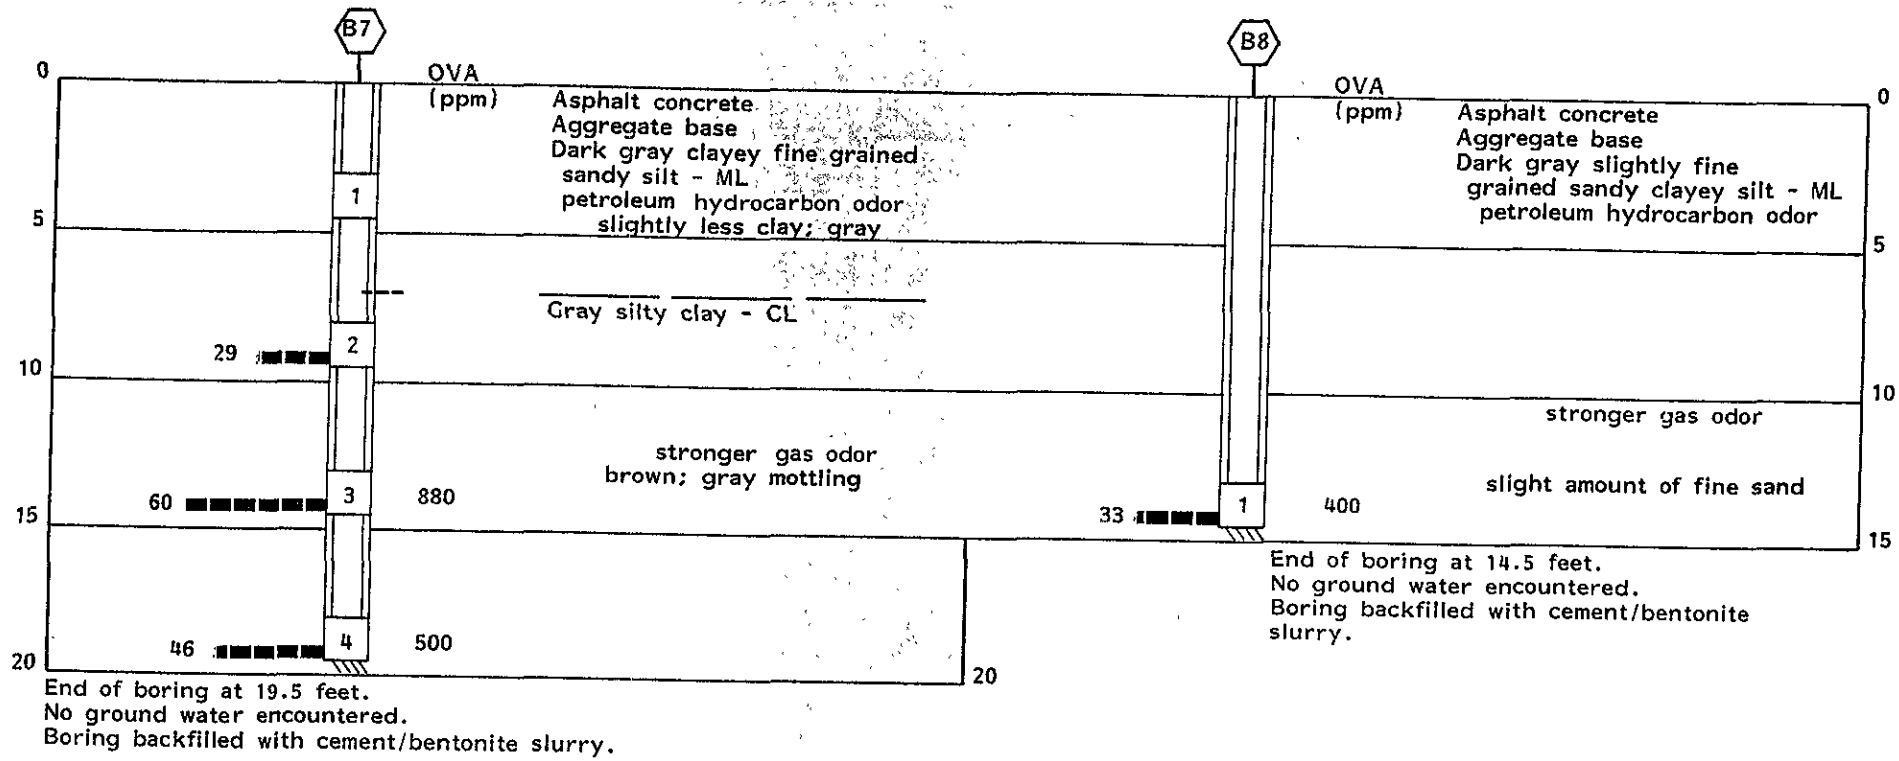 B7
B8
0
OVA
(ppm)
Asphalt concrete
Aggregate base
Dark gray clayey fine grained
sandy silt - ML
petroleum hydrocarbon odor
slightly less clay; gray
1
5
Gray silty clay - CL
29
2
10
stronger gas odor
brown; gray mottling
60
3
880
15
46
4
500
20
20
End of boring at 19.5 feet.
No ground water encountered.
Boring backfilled with cement/bentonite slurry.
OVA
(ppm)
0
Asphalt concrete
Aggregate base
Dark gray slightly fine
grained sandy clayey silt - ML
petroleum hydrocarbon odor
5
10
stronger gas odor
slight amount of fine sand
33
1
400
15
End of boring at 14.5 feet.
No ground water encountered.
Boring backfilled with cement/bentonite
slurry.